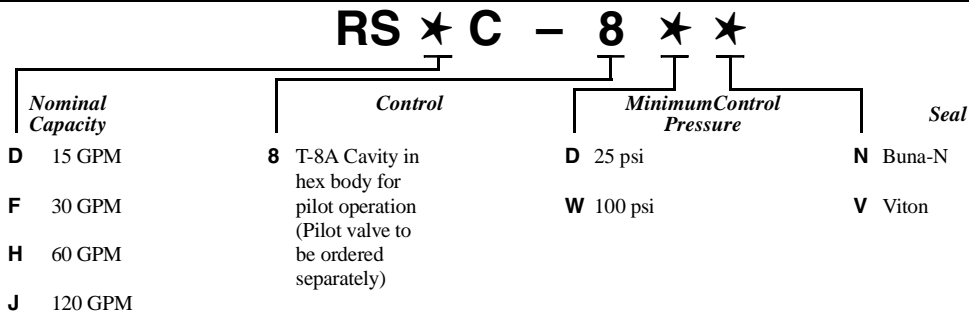 RS ✭ C – 8 ✭ ✭
Nominal
Capacity
D 15 GPM
F 30 GPM
H 60 GPM
J 120 GPM
Control
8 T-8A Cavity in
hex body for
pilot operation
(Pilot valve to
be ordered
separately)
MinimumControl
Pressure
D 25 psi
W 100 psi
Seal
N Buna-N
V Viton